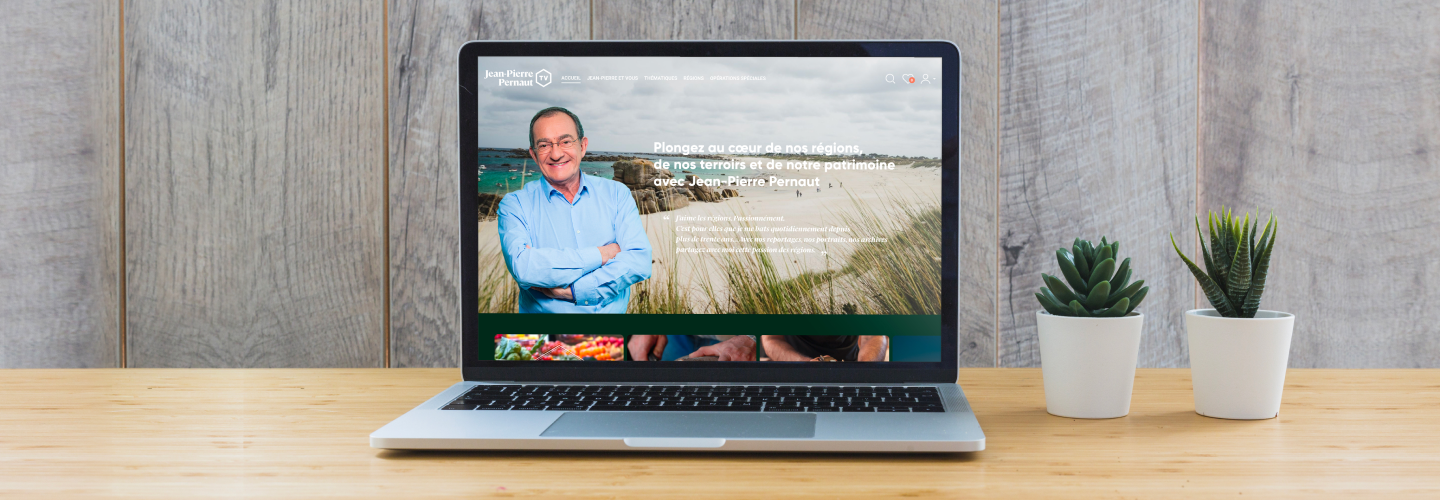 Jean-Pierre
Pernaut
TV
ACCUEIL JEAN-PIERRE ET VOUS THÉMATIQUES RÉGIONS OPÉRATIONS SPÉCIALES
Plongez au cœur de nos régions,
de nos terroirs et de notre patrimoine
avec Jean-Pierre Pernaut
“ J'aime les régions. Passionnément.
C'est pour elles que je me bats quotidiennement depuis
plus de trente ans. Avec nos reportages, nos portraits, nos archives
partagez avec moi cette passion des régions. ”